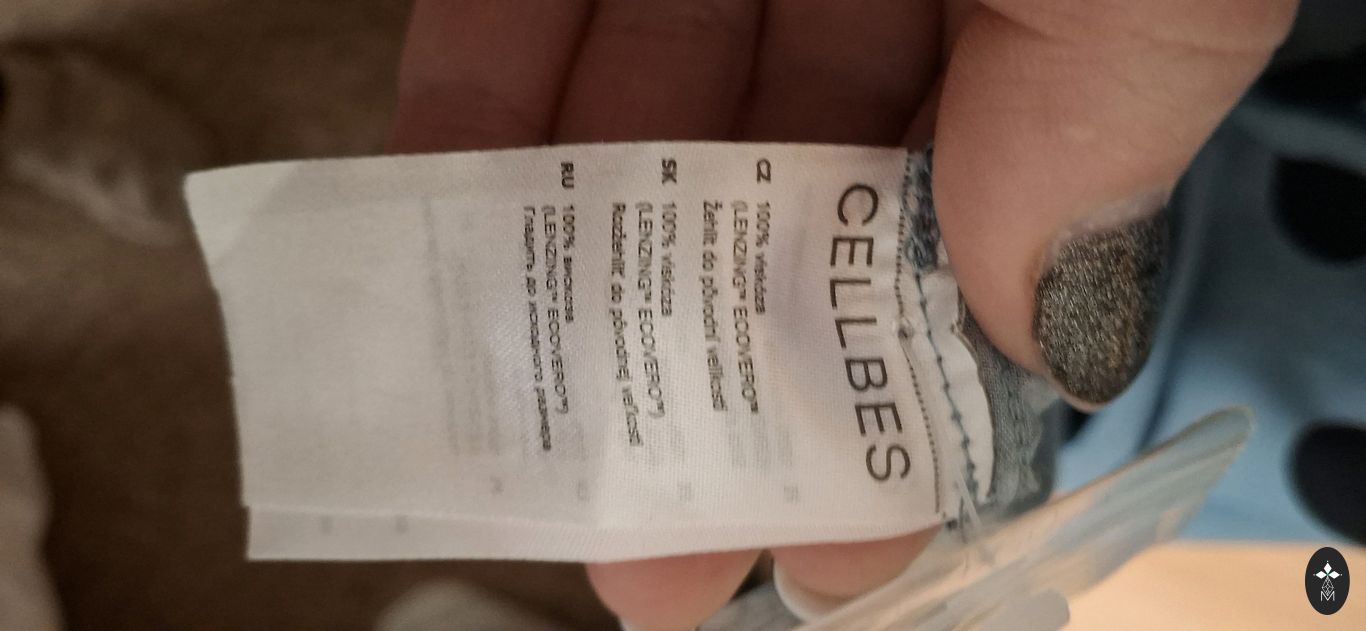 CELLBES
CZ 100% viskóza
(LENZING™ ECOVERO™
Žehlit do původní velikosti
SK 100% viskóza
(LENZING™ ECOVERO™)
Rozžehliť do pôvodnej veľkosti
RU 100% вискоза
(LENZING™ ECOVERO™)
Гладить до исходного размера
M